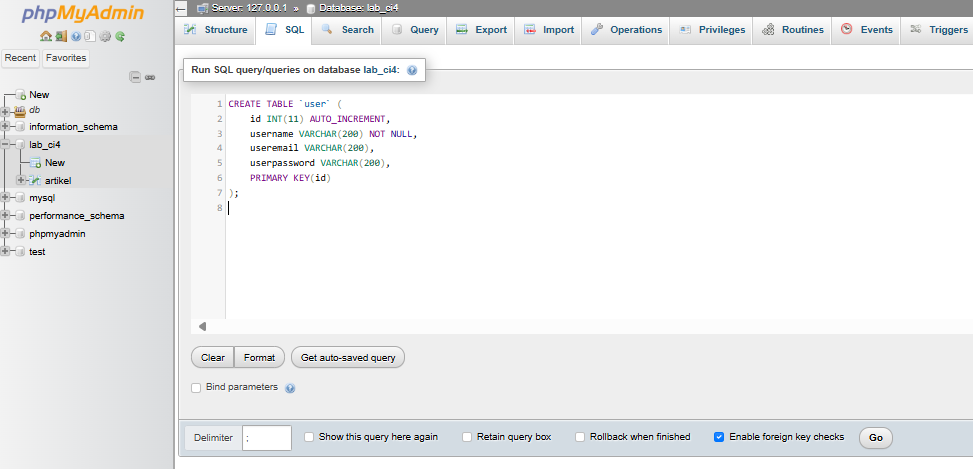 phpMyAdmin
Recent Favorites
New
db
information_schema
lab_ci4
New
artikel
mysql
performance_schema
phpmyadmin
test
Server: 127.0.0.1 » Database: lab_ci4
Structure SQL Search Query Export Import Operations Privileges Routines Events Triggers
Run SQL query/queries on database lab_ci4:
1 CREATE TABLE `user` (
2 id INT(11) AUTO_INCREMENT,
3 username VARCHAR(200) NOT NULL,
4 useremail VARCHAR(200),
5 userpassword VARCHAR(200),
6 PRIMARY KEY(id)
7 );
8
Clear Format Get auto-saved query
Bind parameters
Delimiter ; Show this query here again Retain query box Rollback when finished Enable foreign key checks Go